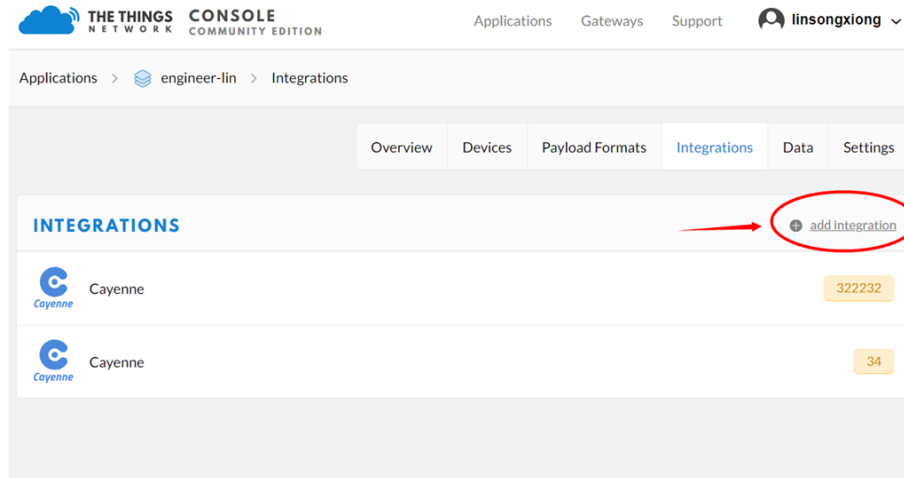 THE THINGS NETWORK CONSOLE COMMUNITY EDITION
Applications Gateways Support linsongxiong
Applications > engineer-lin > Integrations
Overview Devices Payload Formats Integrations Data Settings
INTEGRATIONS
add integration
Cayenne Cayenne 322232
Cayenne Cayenne 34